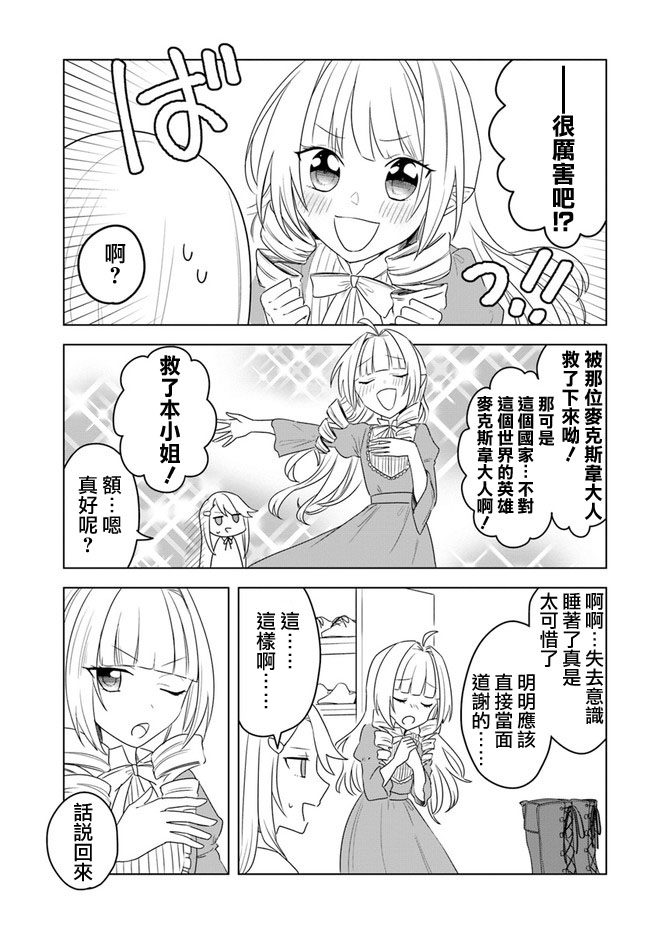 ──很厲害吧!?
ばっ!!
啊？
被那位麥克斯韋大人
救了下來呦！
那可是
這個國家…不對
這個世界的英雄
麥克斯韋大人啊！
救了本小姐！
額…嗯
真好呢？
啊啊…失去意識
睡著了真是
太可惜了
明明應該
直接當面
道謝的……
這……
這樣啊……
話説回來